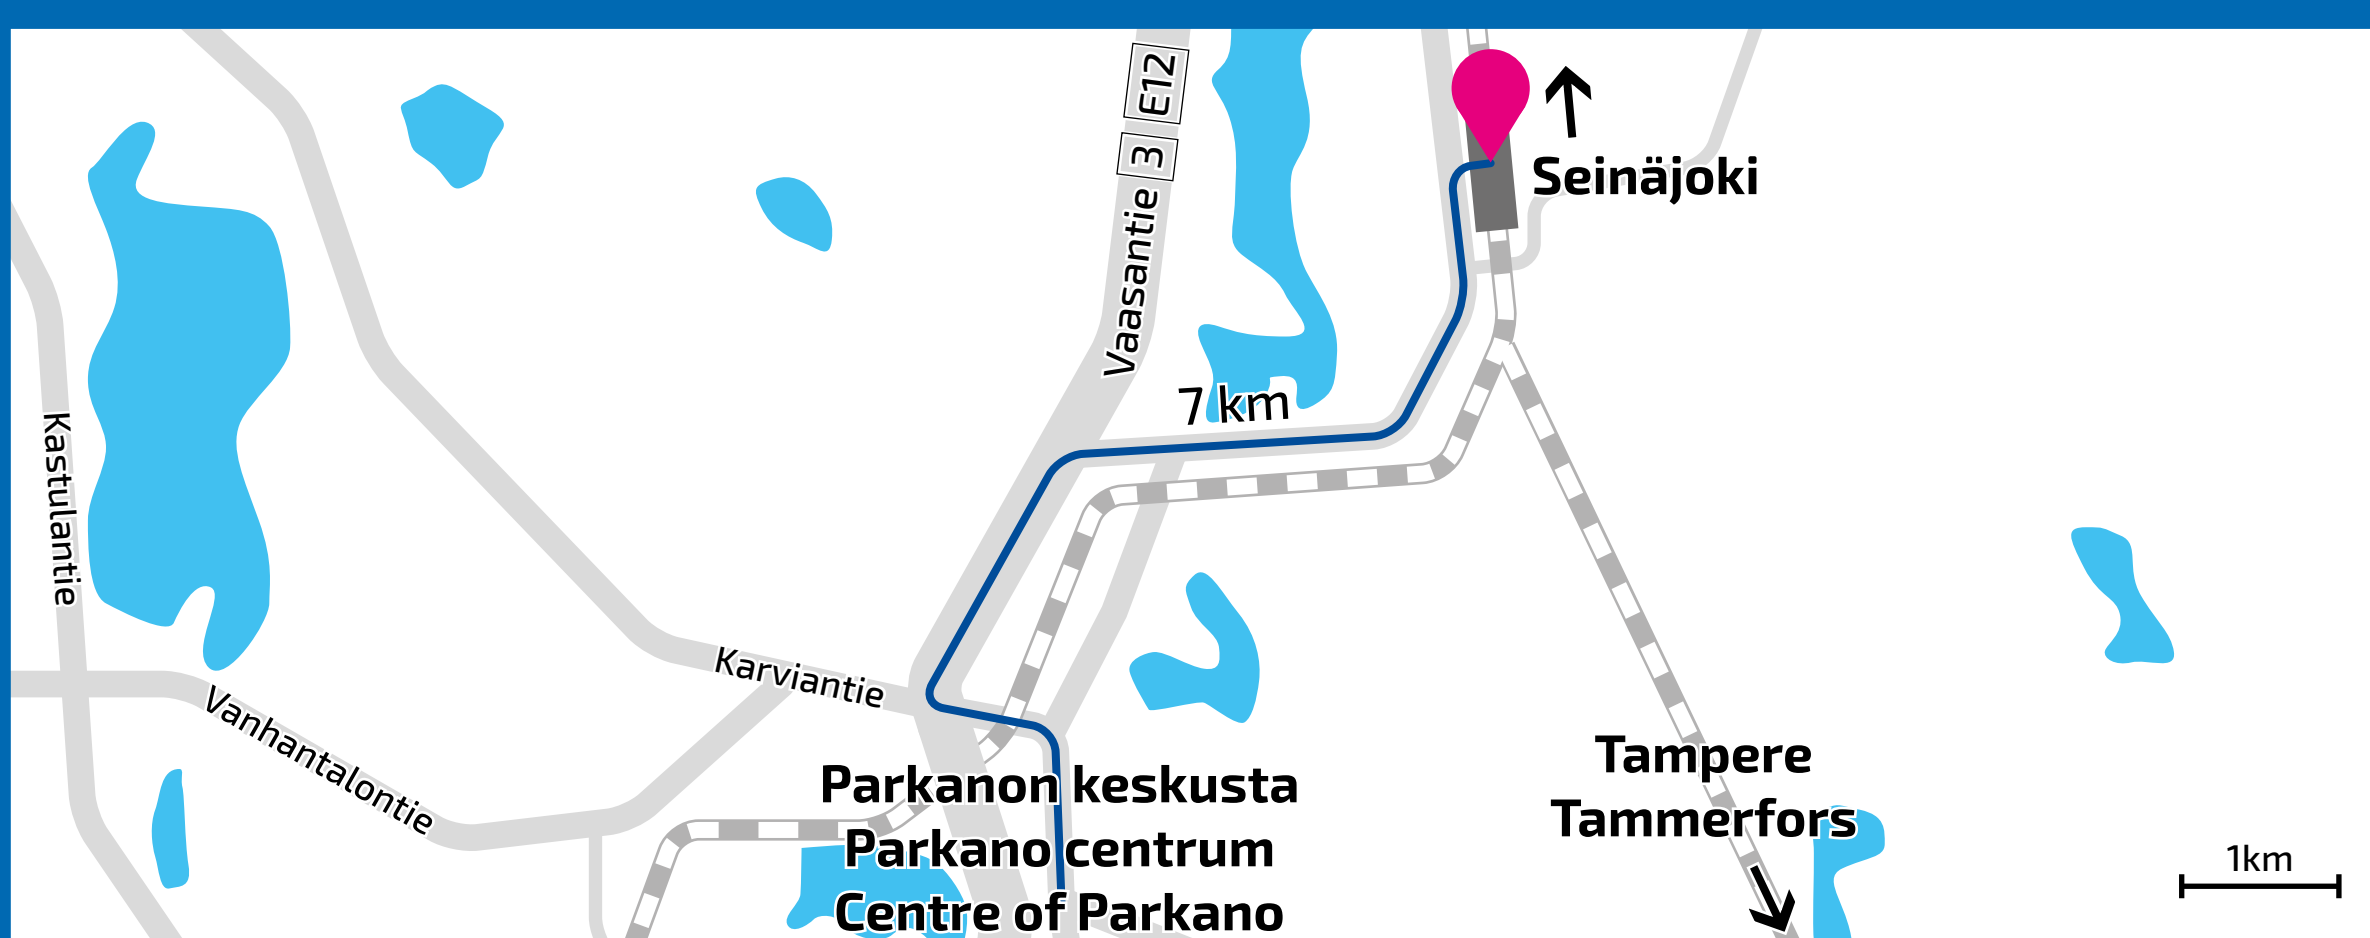 E12
3
Vaasantie
Seinäjoki
7 km
Kastulantie
Karviantie
Vanhantalontie
Parkanon keskusta
Parkano centrum
Centre of Parkano
Tampere
Tammerfors
1km